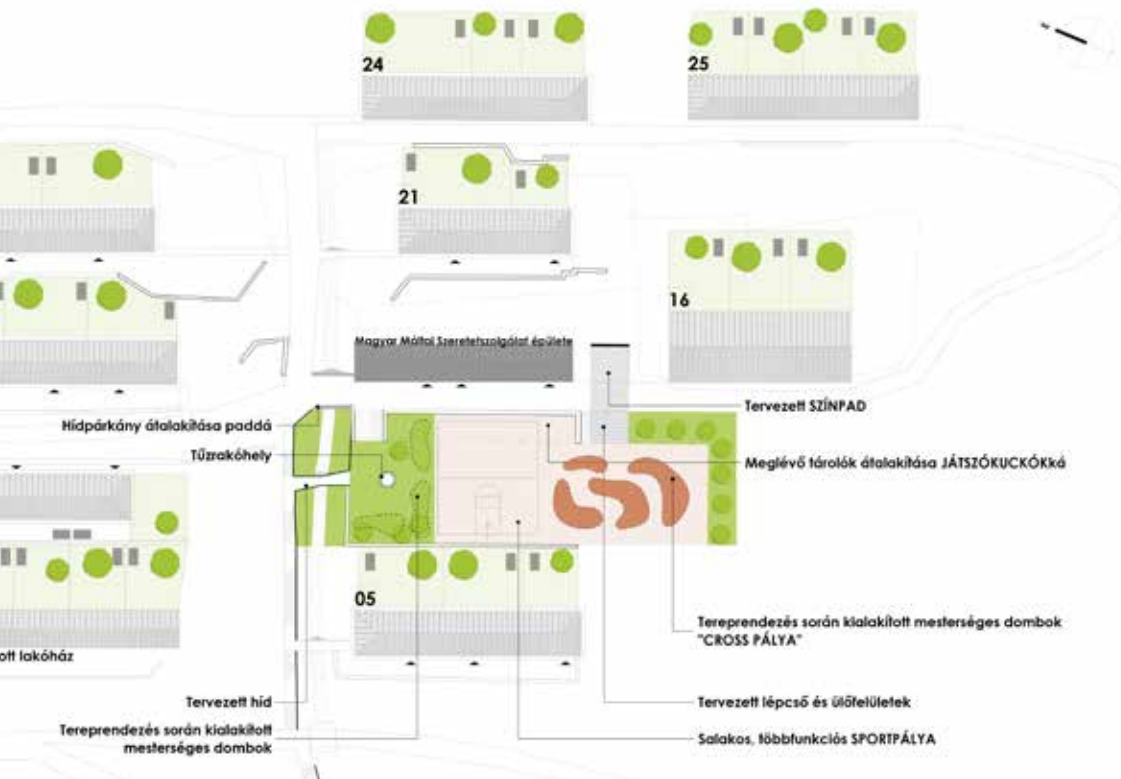 24
25
21
16
Magyar Máltai Szeretetszolgálat épülete
Tervezett SZÍNPAD
Hídpárkány átalakítása paddá
Tűzrakóhely
Meglévő tárolók átalakítása JÁTSZÓKUCKÓKká
05
Tereprendezés során kialakított mesterséges dombok
"CROSS PÁLYA"
ott lakóház
Tervezett híd
Tervezett lépcső és ülőfelületek
Tereprendezés során kialakított
mesterséges dombok
Salakos, többfunkciós SPORTPÁLYA